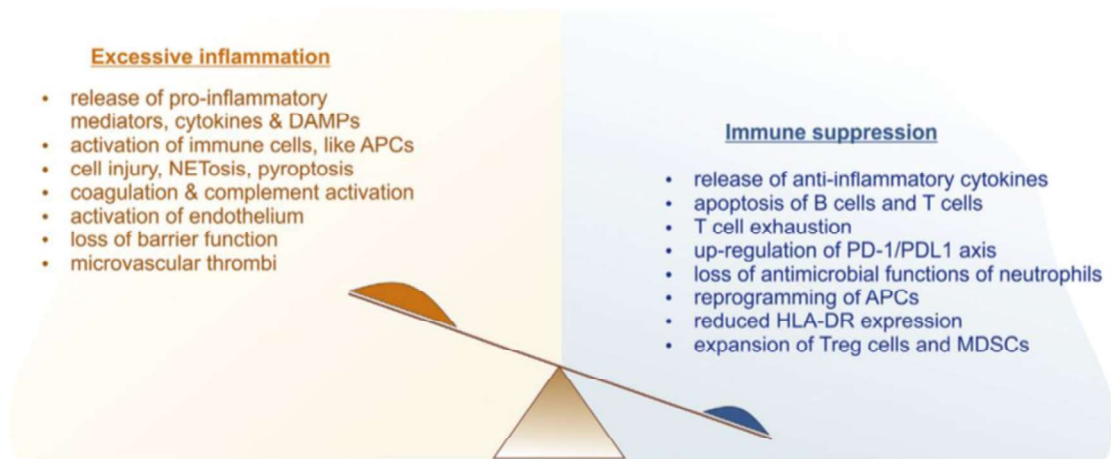 Excessive inflammation
• release of pro-inflammatory
mediators, cytokines & DAMPs
• activation of immune cells, like APCs
• cell injury, NETosis, pyroptosis
• coagulation & complement activation
• activation of endothelium
• loss of barrier function
• microvascular thrombi
Immune suppression
• release of anti-inflammatory cytokines
• apoptosis of B cells and T cells
• T cell exhaustion
• up-regulation of PD-1/PDL1 axis
• loss of antimicrobial functions of neutrophils
• reprogramming of APCs
• reduced HLA-DR expression
• expansion of Treg cells and MDSCs